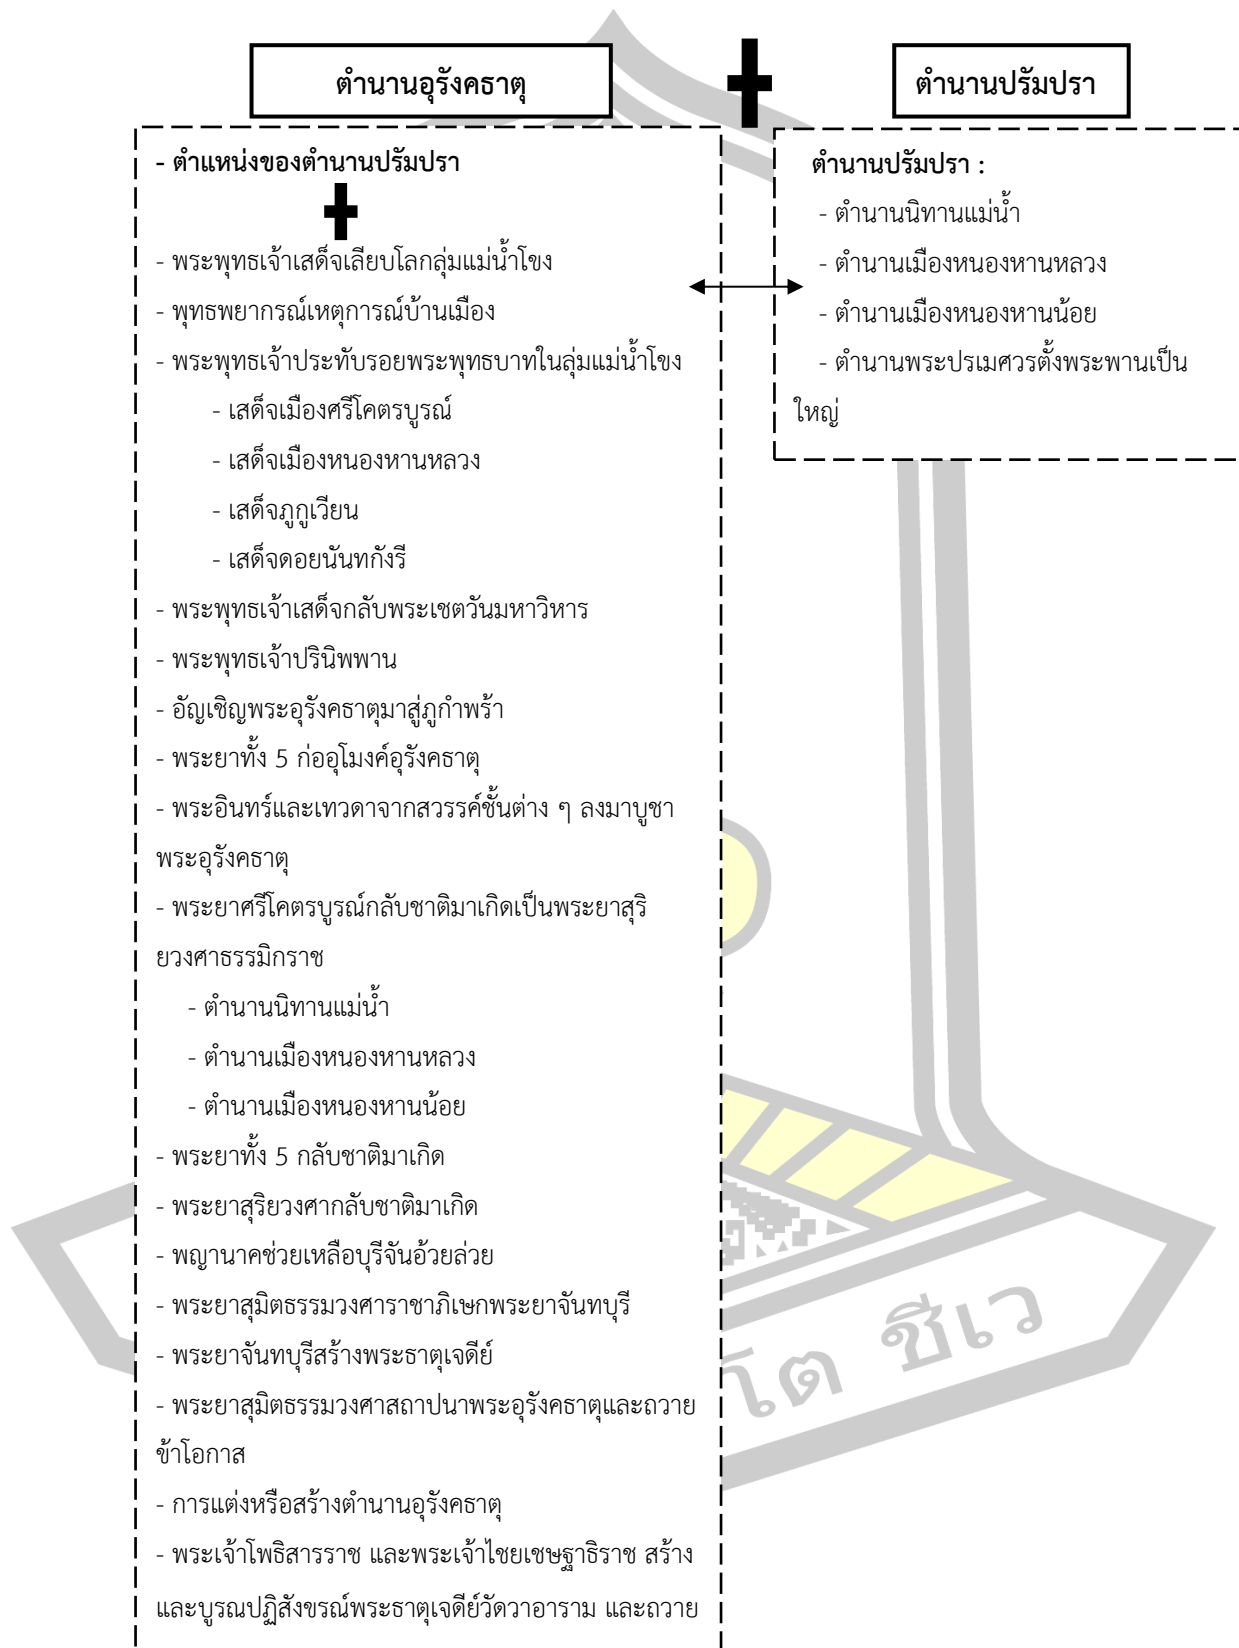 ตำนานอุรังคธาตุ
ตำนานปรัมปรา
- ตำแหน่งของตำนานปรัมปรา
- พระพุทธเจ้าเสด็จเลียบโลกลุ่มแม่น้ำโขง
- พุทธพยากรณ์เหตุการณ์บ้านเมือง
- พระพุทธเจ้าประทับรอยพระพุทธบาทในลุ่มแม่น้ำโขง
- เสด็จเมืองศรีโคตรบูรณ์
- เสด็จเมืองหนองหานหลวง
- เสด็จภูกูเวียน
- เสด็จดอยนันทกังรี
- พระพุทธเจ้าเสด็จกลับพระเชตวันมหาวิหาร
- พระพุทธเจ้าปรินิพพาน
- อัญเชิญพระอุรังคธาตุมาสู่ภูกำพร้า
- พระยาทั้ง 5 ก่ออุโมงค์อุรังคธาตุ
- พระอินทร์และเทวดาจากสวรรค์ชั้นต่าง ๆ ลงมาบูชา
พระอุรังคธาตุ
- พระยาศรีโคตรบูรณ์กลับชาติมาเกิดเป็นพระยาสุริ
ยวงศาธรรมิกราช
- ตำนานนิทานแม่น้ำ
- ตำนานเมืองหนองหานหลวง
- ตำนานเมืองหนองหานน้อย
- พระยาทั้ง 5 กลับชาติมาเกิด
- พระยาสุริยวงศากลับชาติมาเกิด
- พญานาคช่วยเหลือบุรีจันอ้วยล่วย
- พระยาสุมิตธรรมวงศาราชาภิเษกพระยาจันทบุรี
- พระยาจันทบุรีสร้างพระธาตุเจดีย์
- พระยาสุมิตธรรมวงศาสถาปนาพระอุรังคธาตุและถวาย
ข้าโอกาส
- การแต่งหรือสร้างตำนานอุรังคธาตุ
- พระเจ้าโพธิสารราช และพระเจ้าไชยเชษฐาธิราช สร้าง
และบูรณปฏิสังขรณ์พระธาตุเจดีย์วัดวาอาราม และถวาย
ตำนานปรัมปรา :
- ตำนานนิทานแม่น้ำ
- ตำนานเมืองหนองหานหลวง
- ตำนานเมืองหนองหานน้อย
- ตำนานพระปรเมศวรตั้งพระพานเป็น
ใหญ่
โต ชีเว